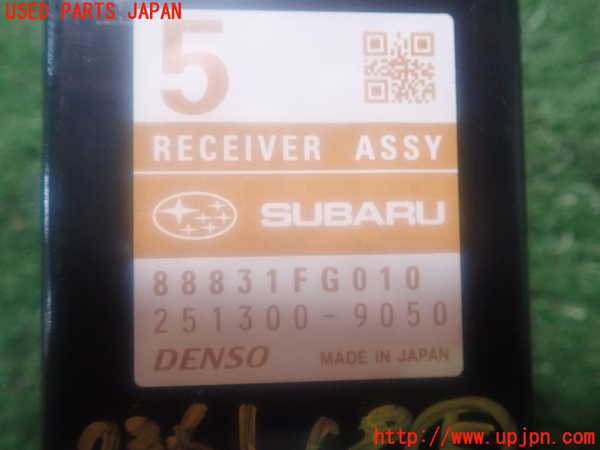 USED PARTS JAPAN
5
RECEIVER ASSY
SUBARU
88831FG010
251300-9050
DENSO MADE IN JAPAN
http://www.upjpn.com